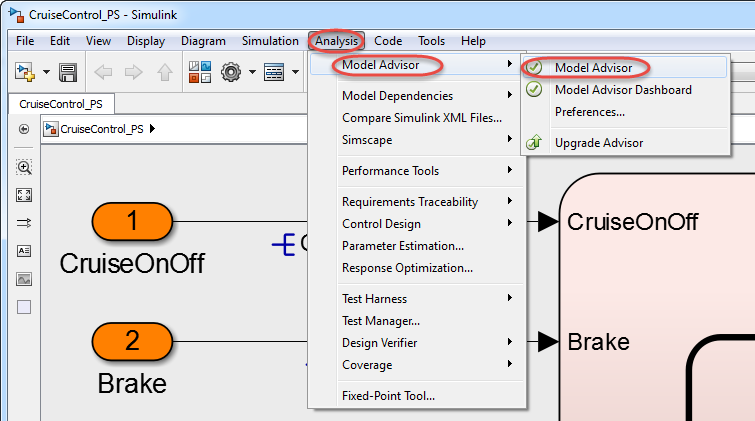 CruiseControl_PS - Simulink
File Edit View Display Diagram Simulation Analysis Code Tools Help
CruiseControl_PS
CruiseControl_PS
Model Advisor
Model Dependencies
Compare Simulink XML Files...
Simscape
Performance Tools
Requirements Traceability
Control Design
Parameter Estimation...
Response Optimization...
Test Harness
Test Manager...
Design Verifier
Coverage
Fixed-Point Tool...
Model Advisor
Model Advisor Dashboard
Preferences...
Upgrade Advisor
1
CruiseOnOff
CruiseOnOff
2
Brake
Brake